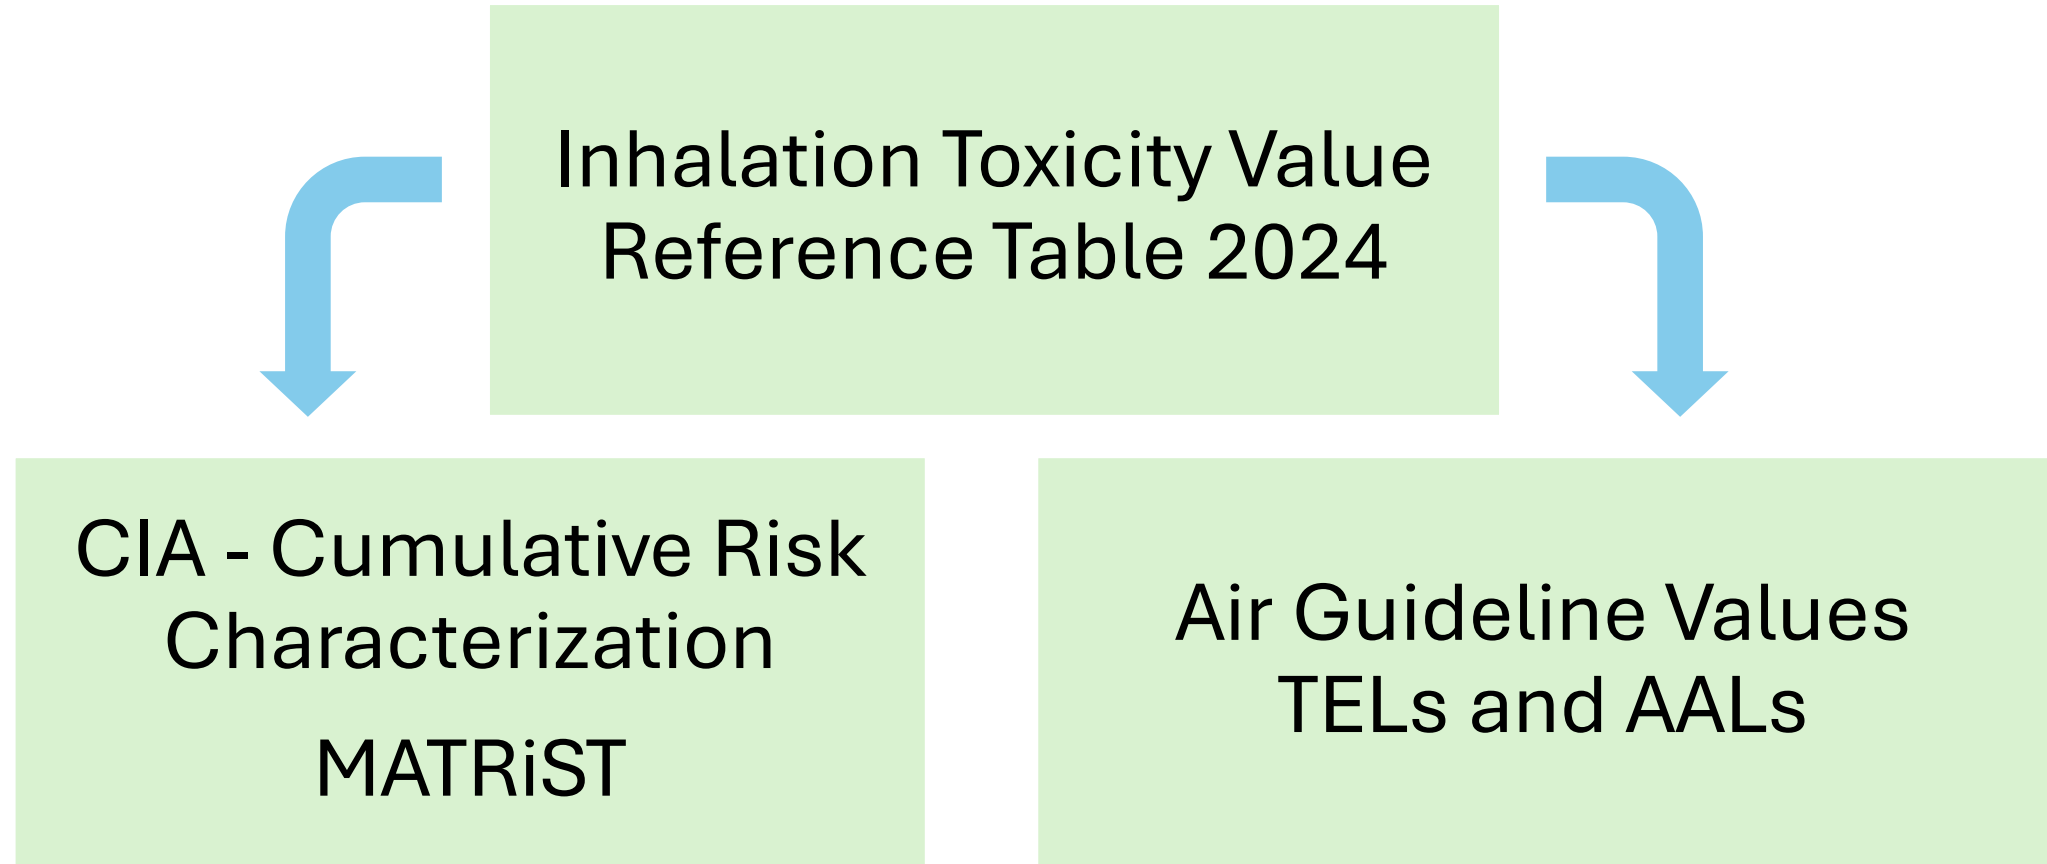 Inhalation Toxicity Value
Reference Table 2024
CIA - Cumulative Risk
Characterization
MATRiST
Air Guideline Values
TELs and AALs